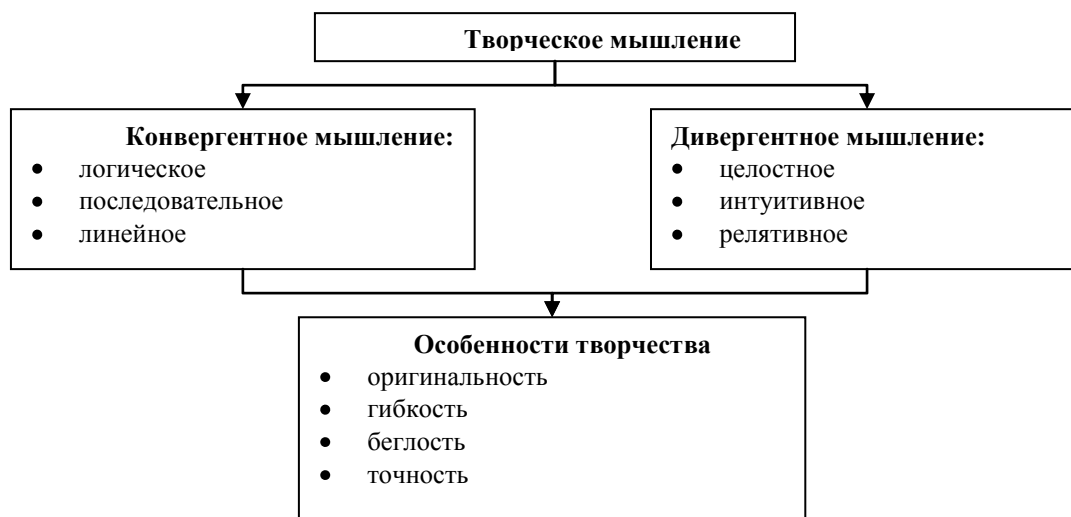 Творческое мышление
Конвергентное мышление:
• логическое
• последовательное
• линейное
Дивергентное мышление:
• целостное
• интуитивное
• релятивное
Особенности творчества
• оригинальность
• гибкость
• беглость
• точность